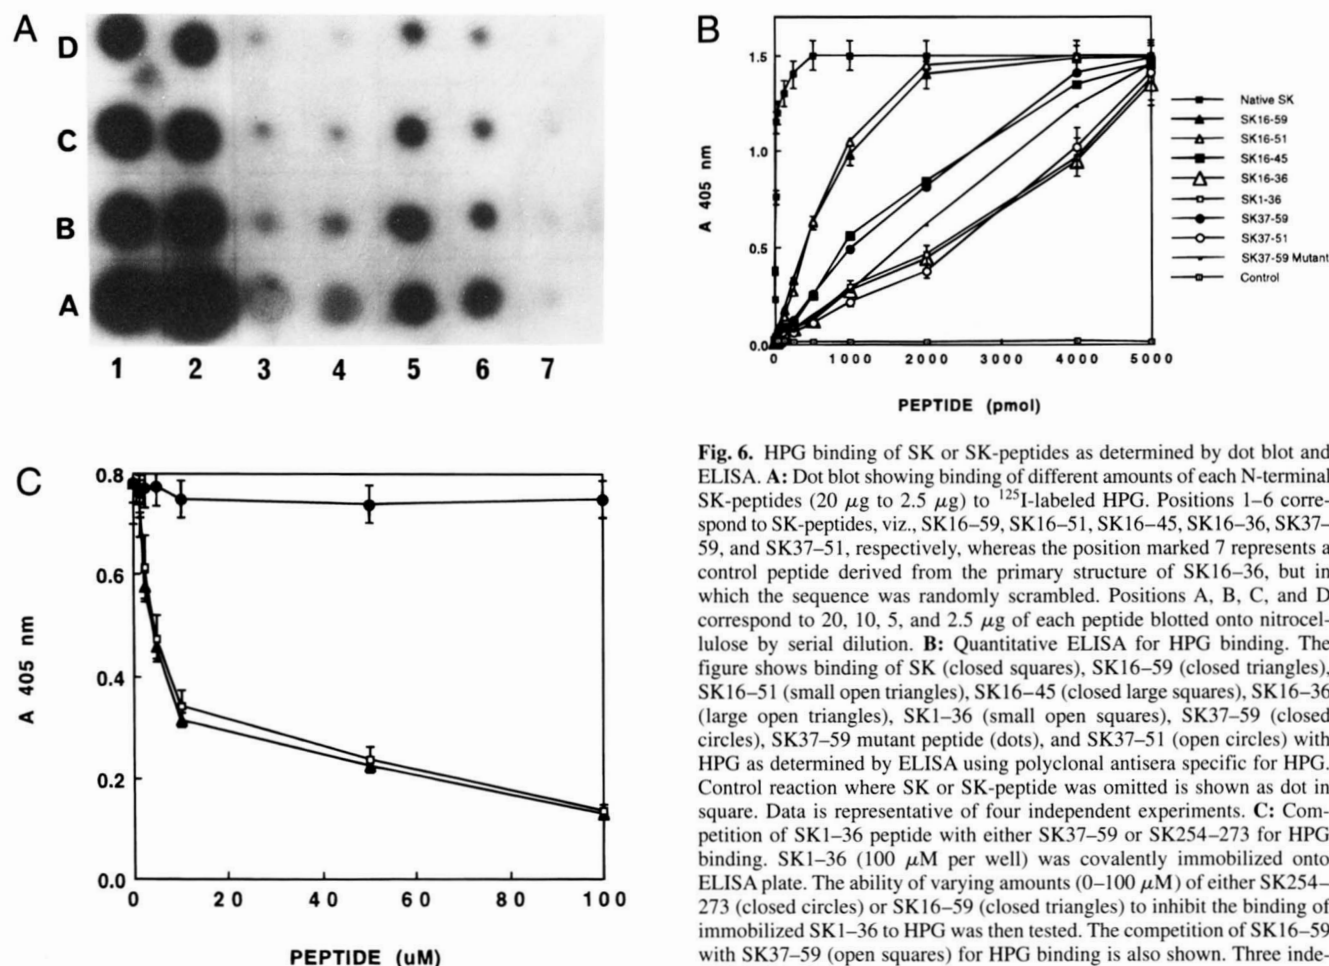 A
D
C
B
A
1 2 3 4 5 6 7
B
A 405 nm
1.5
1.0
0.5
0.0
0 1000 2000 3000 4000 5000
PEPTIDE (pmol)
Native SK
SK16-59
SK16-51
SK16-45
SK16-36
SK1-36
SK37-59
SK37-51
SK37-59 Mutant
Control
C
A 405 nm
0.8
0.6
0.4
0.2
0.0
0 20 40 60 80 100
PEPTIDE (uM)
Fig. 6. HPG binding of SK or SK-peptides as determined by dot blot and
ELISA. A: Dot blot showing binding of different amounts of each N-terminal
SK-peptides (20 μg to 2.5 μg) to ¹²⁵I-labeled HPG. Positions 1–6 corre-
spond to SK-peptides, viz., SK16–59, SK16–51, SK16–45, SK16–36, SK37–
59, and SK37–51, respectively, whereas the position marked 7 represents a
control peptide derived from the primary structure of SK16–36, but in
which the sequence was randomly scrambled. Positions A, B, C, and D
correspond to 20, 10, 5, and 2.5 μg of each peptide blotted onto nitrocel-
lulose by serial dilution. B: Quantitative ELISA for HPG binding. The
figure shows binding of SK (closed squares), SK16–59 (closed triangles),
SK16–51 (small open triangles), SK16–45 (closed large squares), SK16–36
(large open triangles), SK1–36 (small open squares), SK37–59 (closed
circles), SK37–59 mutant peptide (dots), and SK37–51 (open circles) with
HPG as determined by ELISA using polyclonal antisera specific for HPG.
Control reaction where SK or SK-peptide was omitted is shown as dot in
square. Data is representative of four independent experiments. C: Com-
petition of SK1–36 peptide with either SK37–59 or SK254–273 for HPG
binding. SK1–36 (100 μM per well) was covalently immobilized onto
ELISA plate. The ability of varying amounts (0–100 μM) of either SK254–
273 (closed circles) or SK16–59 (closed triangles) to inhibit the binding of
immobilized SK1–36 to HPG was then tested. The competition of SK16–59
with SK37–59 (open squares) for HPG binding is also shown. Three inde-